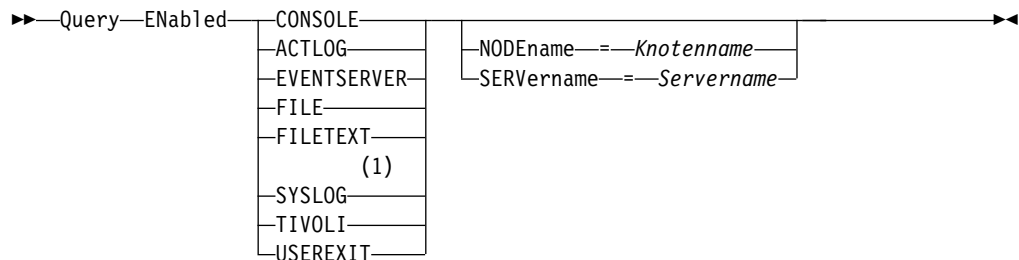 Query ENabled CONSOLE
ACTLOG NODEname = Knotenname
EVENTSERVER SERVername = Servername
FILE
FILETEXT
(1)
SYSLOG
TIVOLI
USEREXIT